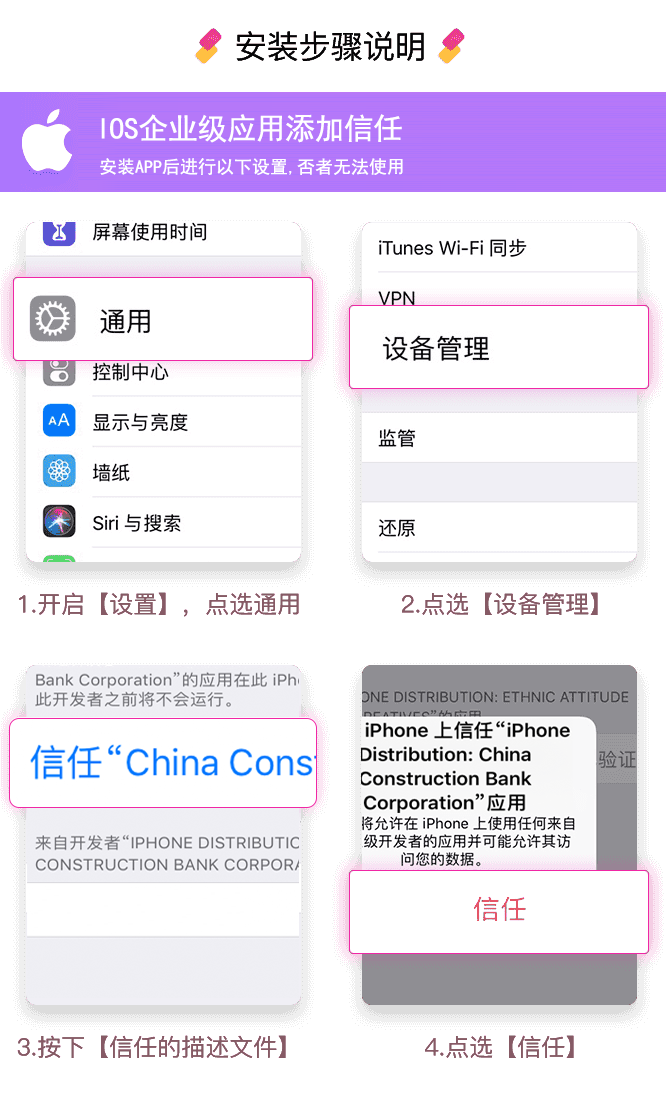 安装步骤说明
IOS企业级应用添加信任
安装APP后进行以下设置,否者无法使用
屏幕使用时间
通用
控制中心
AA
显示与亮度
墙纸
Siri 与搜索
iTunes Wi-Fi 同步
VPN
设备管理
监管
还原
1.开启【设置】，点选通用
2.点选【设备管理】
Bank Corporation”的应用在此 iPh
此开发者之前将不会运行。
信任“China Cons
来自开发者“IPHONE DISTRIBUTIO
CONSTRUCTION BANK CORPORA
ONE DISTRIBUTION: ETHNIC ATTITUDE
REATIVES”的应用
iPhone 上信任“iPhone
Distribution: China
Construction Bank
Corporation”应用
将允许在 iPhone 上使用任何来自
级开发者的应用并可能允许其访
问您的数据。
验证
信任
3.按下【信任的描述文件】
4.点选【信任】